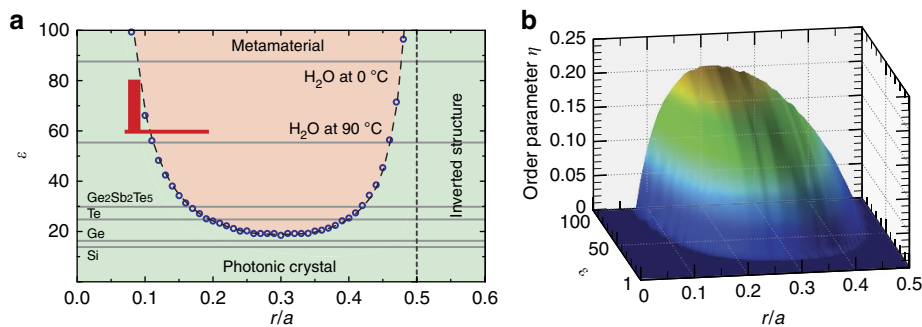 a
100
80
60
40
20
0
ε
Metamaterial
H2O at 0 °C
H2O at 90 °C
Ge2Sb2Te5
Te
Ge
Si
Photonic crystal
Inverted structure
0.0 0.1 0.2 0.3 0.4 0.5 0.6
r/a
b
Order parameter η
0.25
0.20
0.15
0.10
0.05
0
100
50
1
ε
0 0.1 0.2 0.3 0.4 0.5
r/a